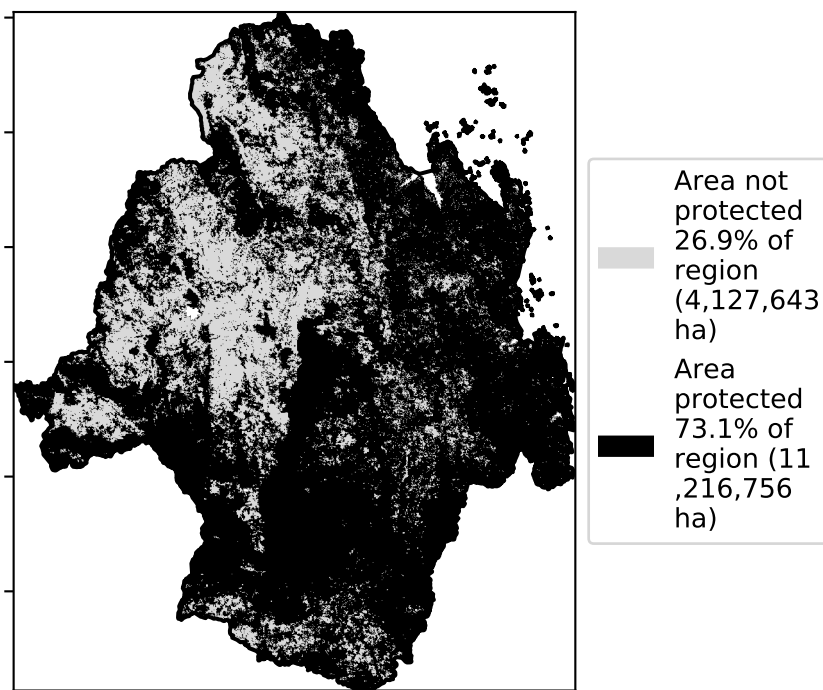 Area not
protected
26.9% of
region
(4,127,643
ha)
Area
protected
73.1% of
region (11
,216,756
ha)